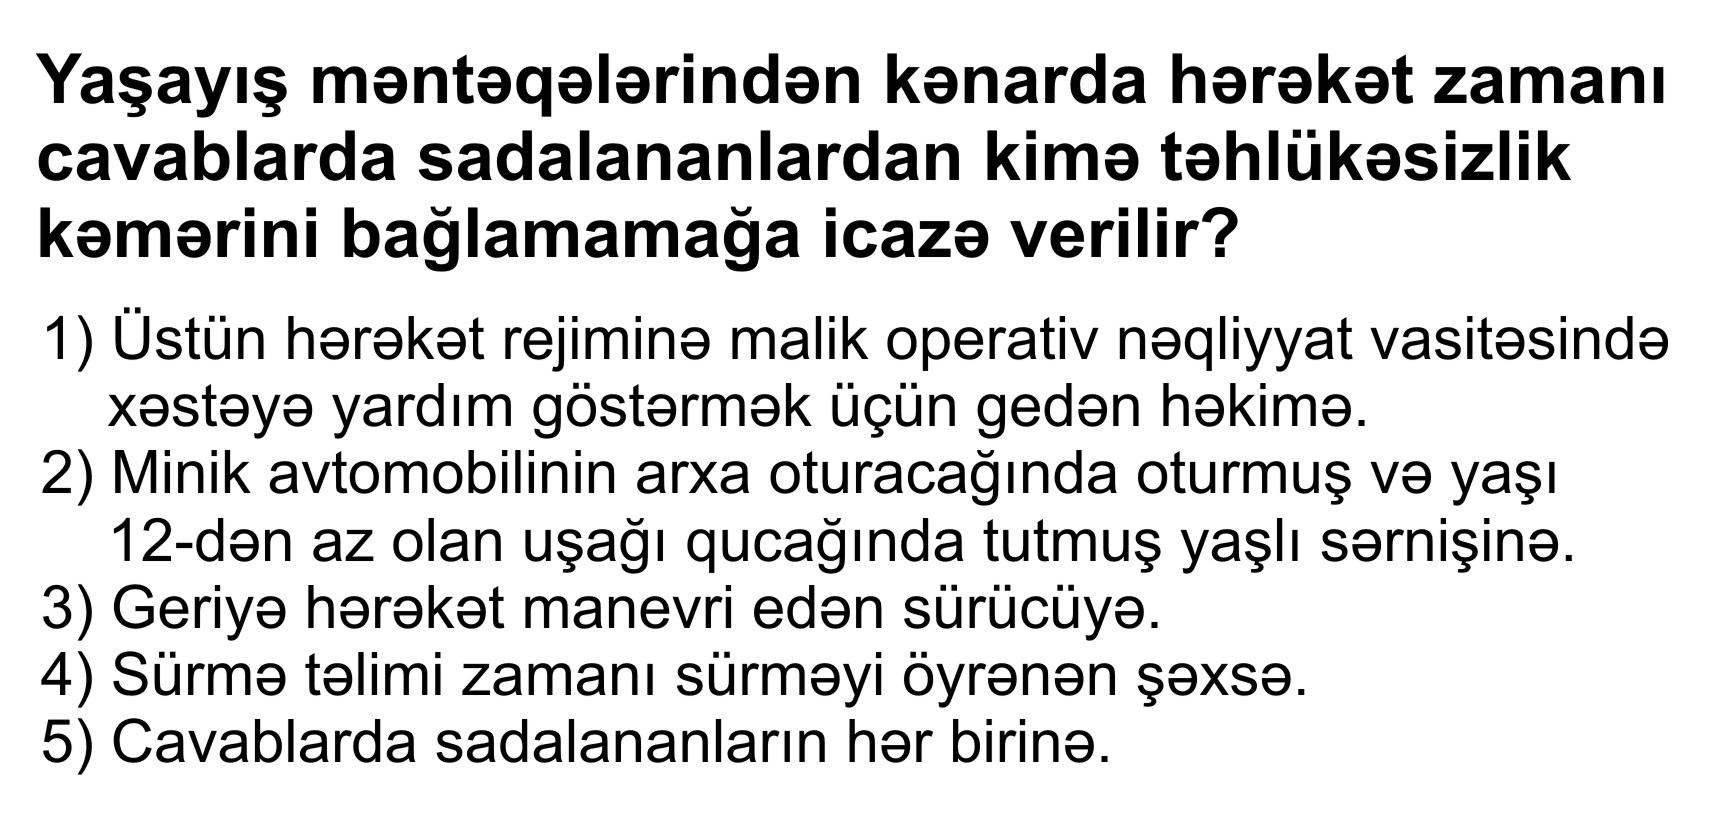 Yaşayış məntəqələrindən kənarda hərəkət zamanı
cavablarda sadalananlardan kimə təhlükəsizlik
kəmərini bağlamamağa icazə verilir?
1) Üstün hərəkət rejiminə malik operativ nəqliyyat vasitəsində
xəstəyə yardım göstərmək üçün gedən həkimə.
2) Minik avtomobilinin arxa oturacağında oturmuş və yaşı
12-dən az olan uşağı qucağında tutmuş yaşlı sərnişinə.
3) Geriyə hərəkət manevri edən sürücüyə.
4) Sürmə təlimi zamanı sürməyi öyrənən şəxsə.
5) Cavablarda sadalananların hər birinə.